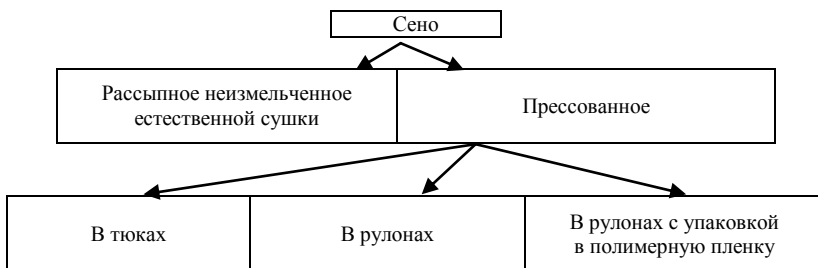 Сено
Рассыпное неизмельченное
естественной сушки
Прессованное
В тюках
В рулонах
В рулонах с упаковкой
в полимерную пленку